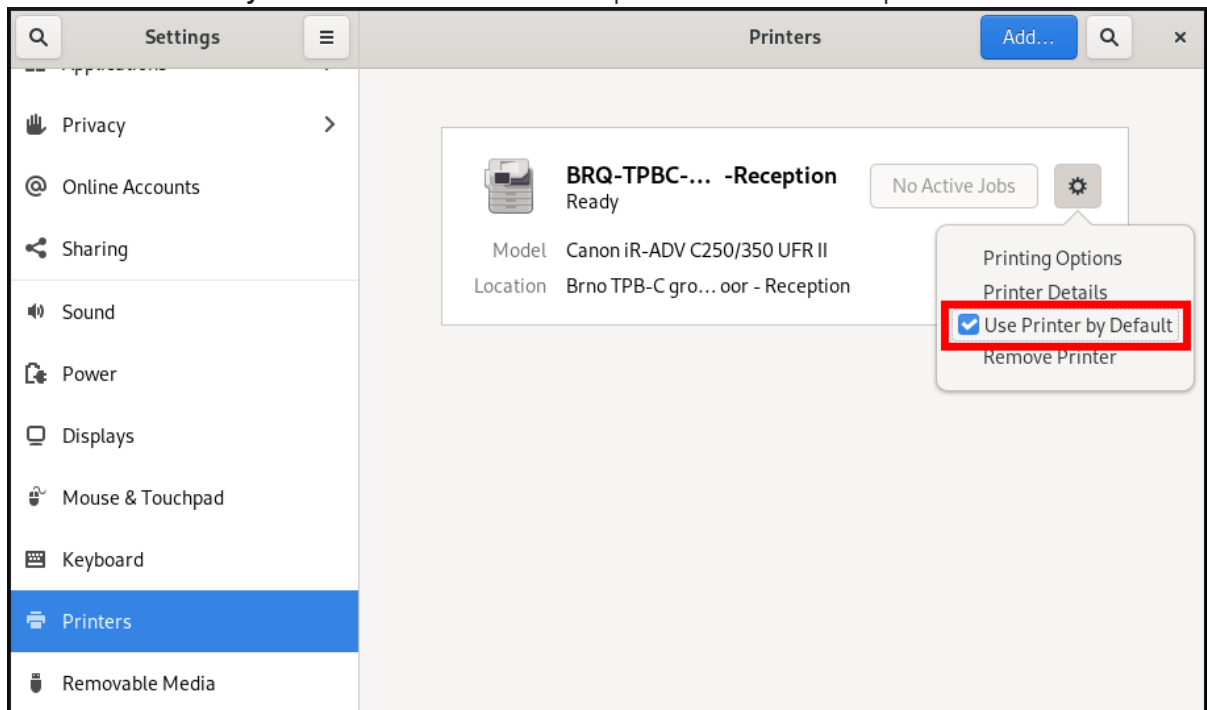 Settings
Printers
Add...
Privacy
Online Accounts
Sharing
Sound
Power
Displays
Mouse & Touchpad
Keyboard
Printers
Removable Media
BRQ-TPBC-... -Reception
Ready
No Active Jobs
Model Canon iR-ADV C250/350 UFR II
Location Brno TPB-C gro... oor - Reception
Printing Options
Printer Details
Use Printer by Default
Remove Printer